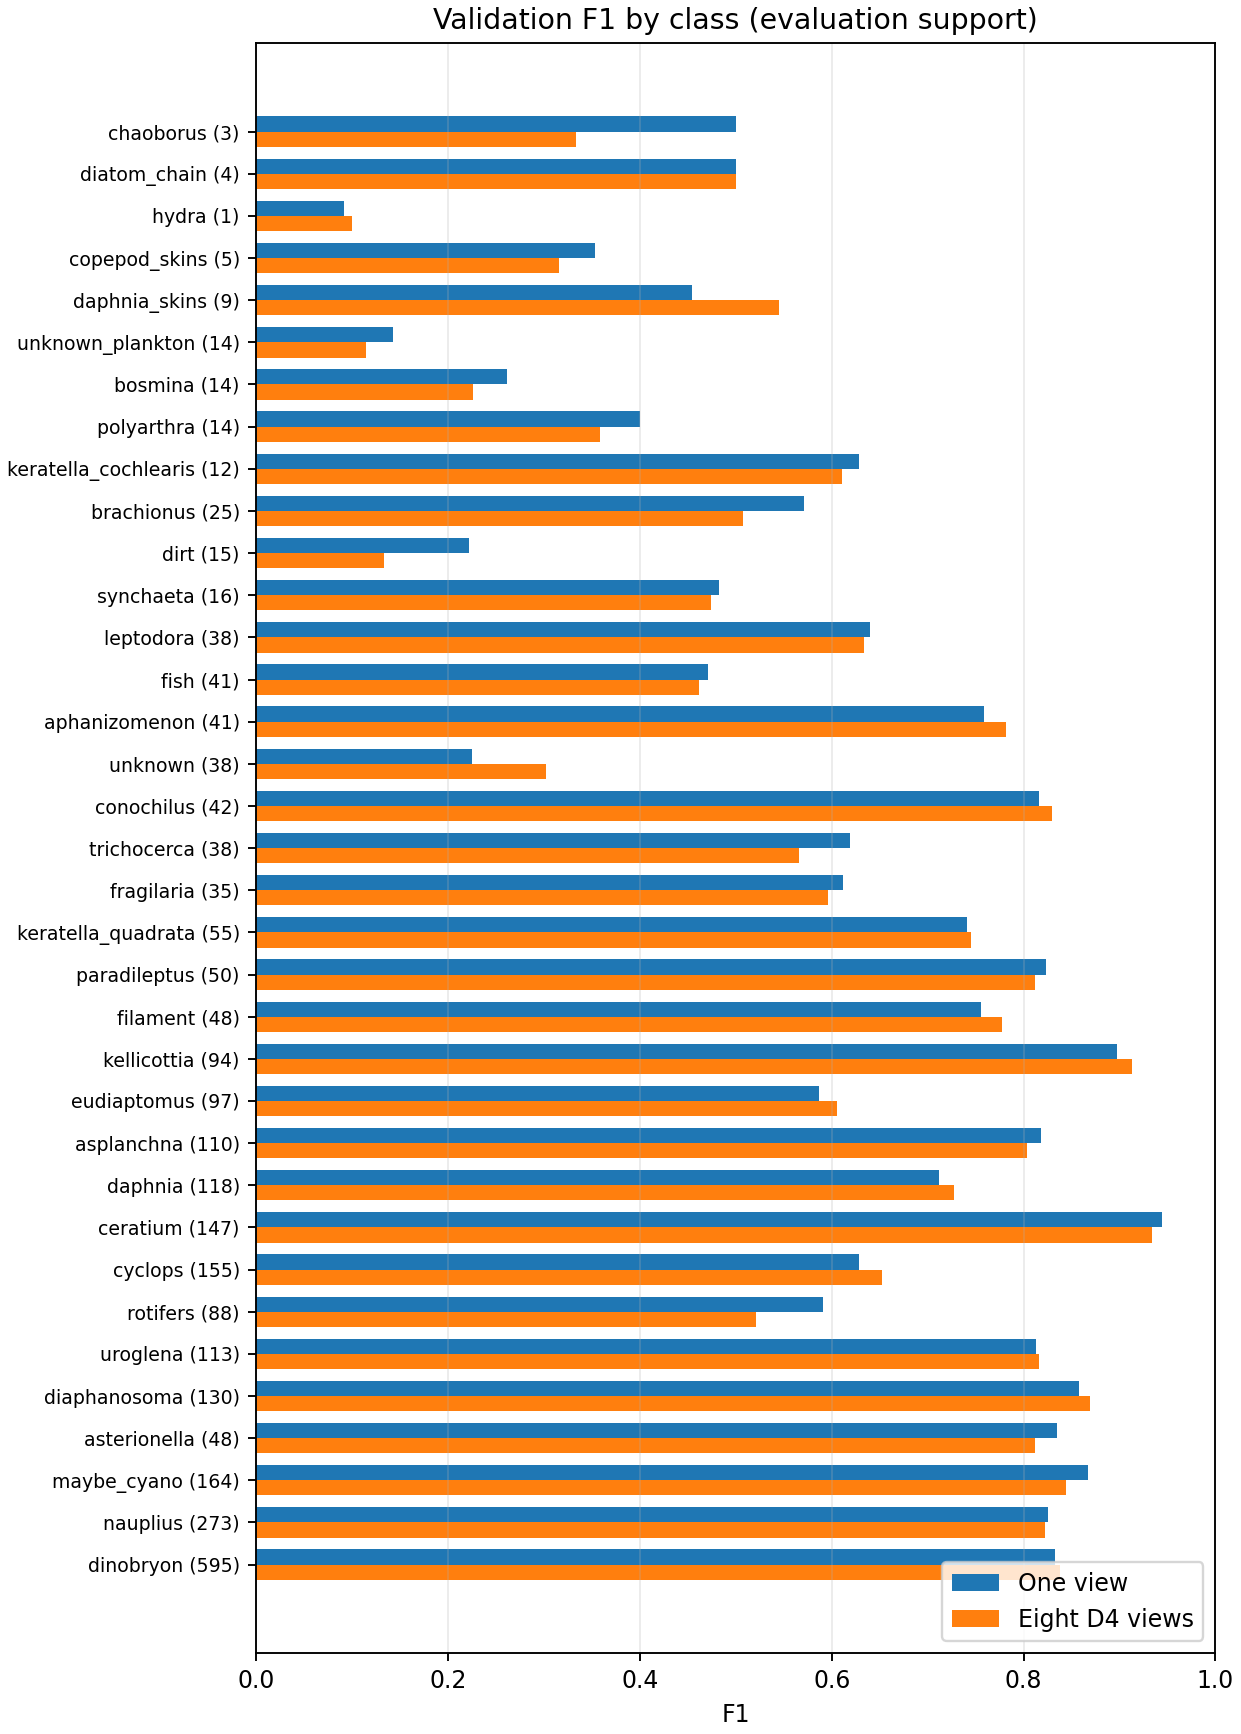 Validation F1 by class (evaluation support)
chaoborus (3)
diatom_chain (4)
hydra (1)
copepod_skins (5)
daphnia_skins (9)
unknown_plankton (14)
bosmina (14)
polyarthra (14)
keratella_cochlearis (12)
brachionus (25)
dirt (15)
synchaeta (16)
leptodora (38)
fish (41)
aphanizomenon (41)
unknown (38)
conochilus (42)
trichocerca (38)
fragilaria (35)
keratella_quadrata (55)
paradileptus (50)
filament (48)
kellicottia (94)
eudiaptomus (97)
asplanchna (110)
daphnia (118)
ceratium (147)
cyclops (155)
rotifers (88)
uroglena (113)
diaphanosoma (130)
asterionella (48)
maybe_cyano (164)
nauplius (273)
dinobryon (595)
One view
Eight D4 views
0.0 0.2 0.4 0.6 0.8 1.0
F1